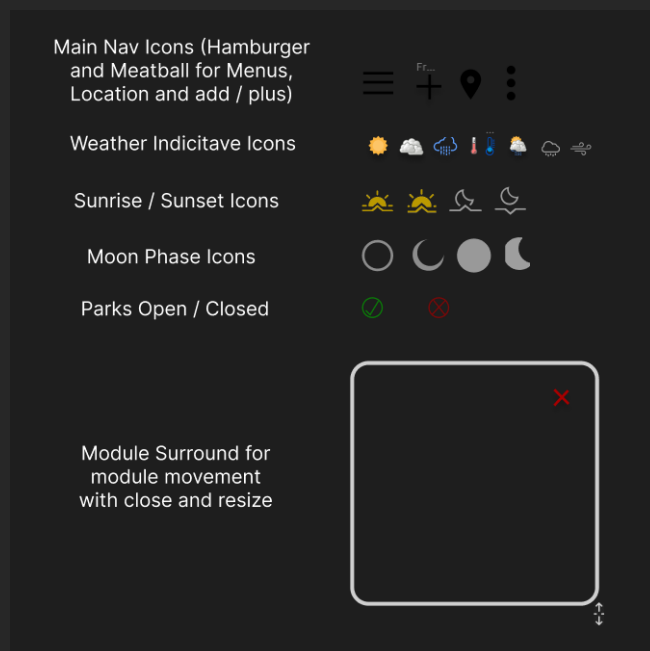 Main Nav Icons (Hamburger
and Meatball for Menus,
Location and add / plus)
Fr...
Weather Indicitave Icons
...
Sunrise / Sunset Icons
Moon Phase Icons
Parks Open / Closed
Module Surround for
module movement
with close and resize